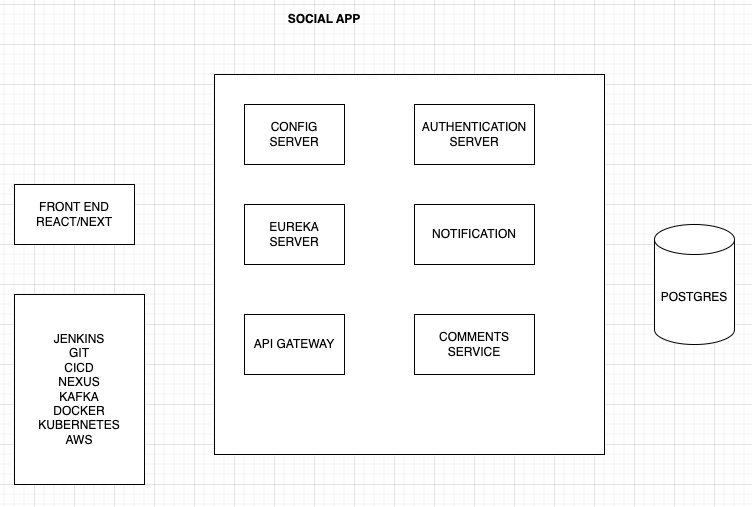 SOCIAL APP
CONFIG
SERVER
AUTHENTICATION
SERVER
FRONT END
REACT/NEXT
EUREKA
SERVER
NOTIFICATION
POSTGRES
API GATEWAY
COMMENTS
SERVICE
JENKINS
GIT
CICD
NEXUS
KAFKA
DOCKER
KUBERNETES
AWS